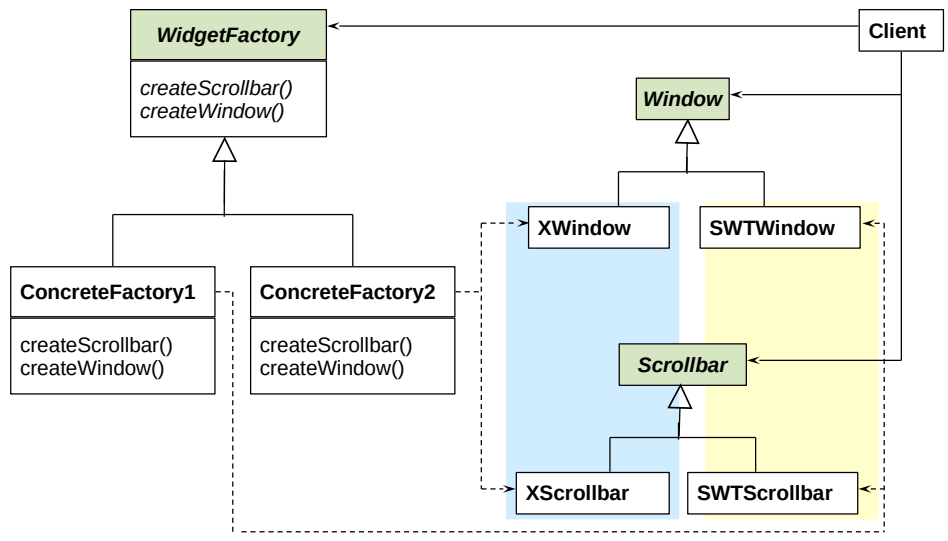 WidgetFactory
createScrollbar()
createWindow()
Client
Window
XWindow
SWTWindow
ConcreteFactory1
createScrollbar()
createWindow()
ConcreteFactory2
createScrollbar()
createWindow()
Scrollbar
XScrollbar
SWTScrollbar